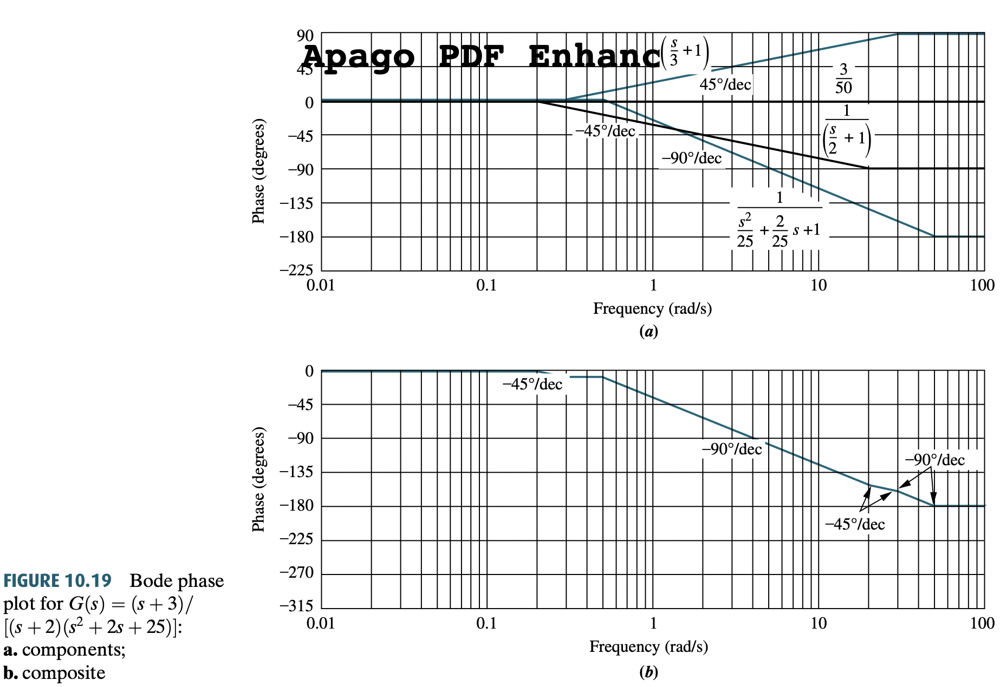 90
Apago PDF Enhanc
(s/3 +1)
45
45°/dec
3/50
0
1/(s/2 + 1)
−45°/dec
−45
−90°/dec
−90
1/(s²/25 + 2/25 s +1)
−135
−180
−225
Phase (degrees)
0.01 0.1 1 10 100
Frequency (rad/s)
(a)
0
−45°/dec
−45
−90
−90°/dec
−90°/dec
−135
−180
−45°/dec
−225
−270
−315
Phase (degrees)
0.01 0.1 1 10 100
Frequency (rad/s)
(b)
FIGURE 10.19 Bode phase
plot for G(s) = (s + 3)/
[(s + 2)(s² + 2s + 25)]:
a. components;
b. composite